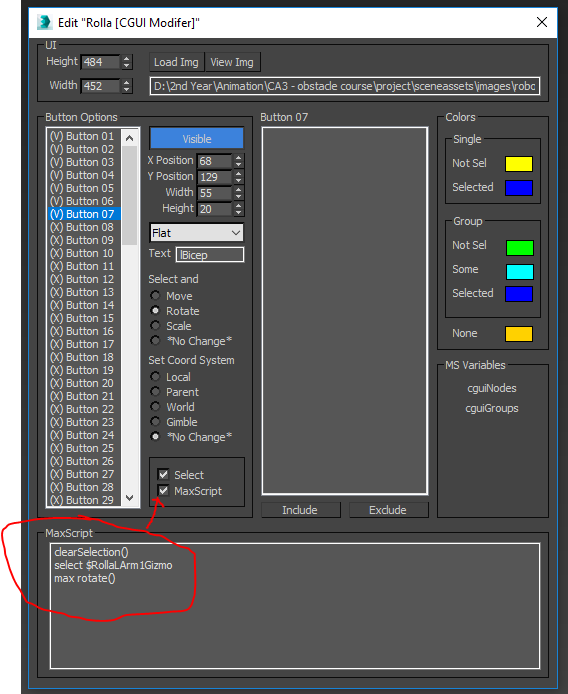 Edit "Rolla [CGUI Modifer]"
UI
Height 484
Load Img View Img
Width 452
D:\2nd Year\Animation\CA3 - obstacle course\project\sceneassets\images\robc
Button Options
(V) Button 01
(V) Button 02
(V) Button 03
(V) Button 04
(V) Button 05
(V) Button 06
(V) Button 07
(X) Button 08
(X) Button 09
(X) Button 10
(X) Button 11
(X) Button 12
(X) Button 13
(X) Button 14
(X) Button 15
(X) Button 16
(X) Button 17
(X) Button 18
(X) Button 19
(X) Button 20
(X) Button 21
(X) Button 22
(X) Button 23
(X) Button 24
(X) Button 25
(X) Button 26
(X) Button 27
(X) Button 28
(X) Button 29
Visible
X Position 68
Y Position 129
Width 55
Height 20
Flat
Text lBicep
Select and
Move
Rotate
Scale
*No Change*
Set Coord System
Local
Parent
World
Gimble
*No Change*
Select
MaxScript
Button 07
Include Exclude
Colors
Single
Not Sel
Selected
Group
Not Sel
Some
Selected
None
MS Variables
cguiNodes
cguiGroups
MaxScript
clearSelection()
select $RollaLArm1Gizmo
max rotate()